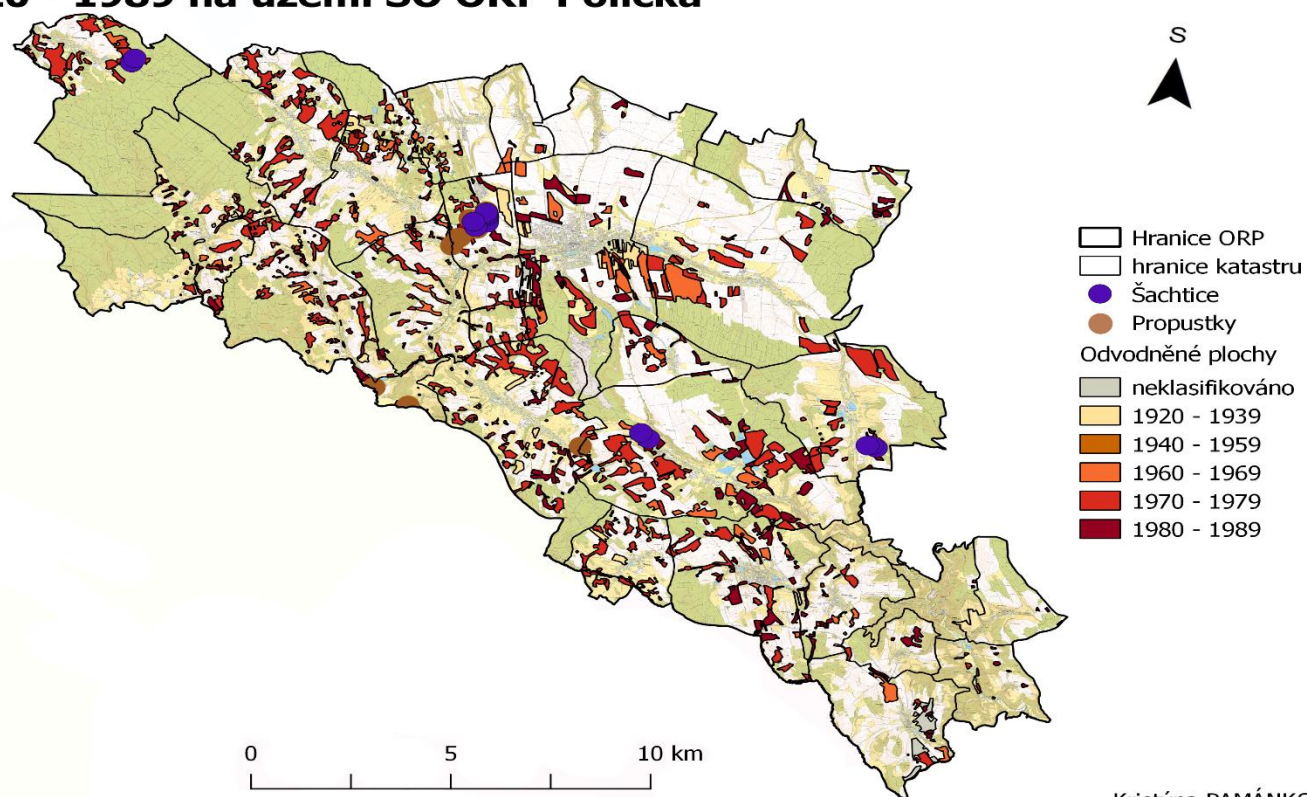 1989 na území SO ORP Polička
S
Hranice ORP
hranice katastru
Šachtice
Propustky
Odvodněné plochy
neklasifikováno
1920 - 1939
1940 - 1959
1960 - 1969
1970 - 1979
1980 - 1989
0 5 10 km